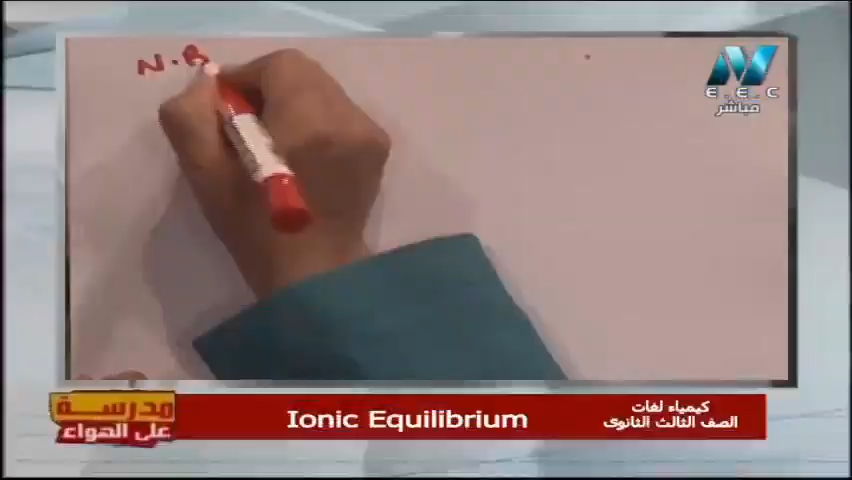 N.B
E.E.C
مباشر
مدرسة
على الهواء
Ionic Equilibrium
كيمياء لغات
الصف الثالث الثانوى